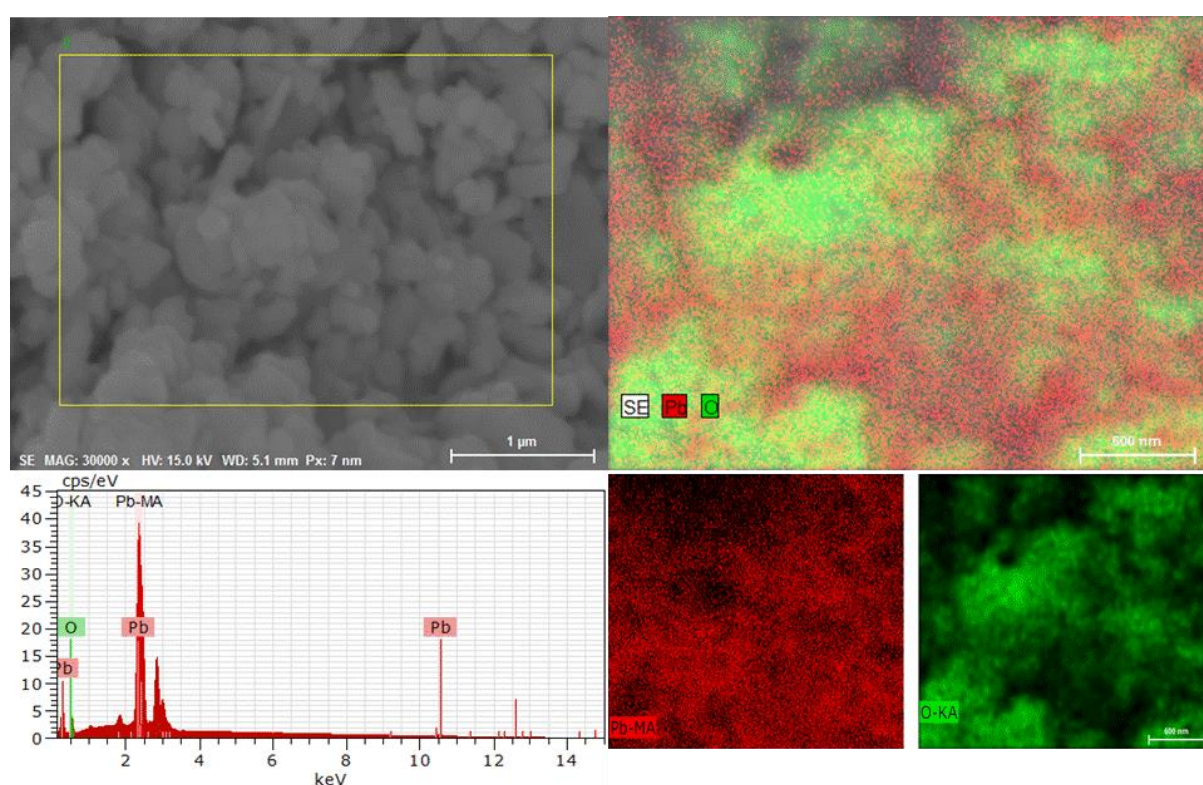 1 µm
SE MAG: 30000 x HV: 15.0 kV WD: 5.1 mm Px: 7 nm
SE Pb O
600 nm
cps/eV
O-KA Pb-MA
45
40
35
30
25
20
15
10
5
0
O
Pb
Pb
Pb
2 4 6 8 10 12 14
keV
Pb-MA
O-KA
600 nm